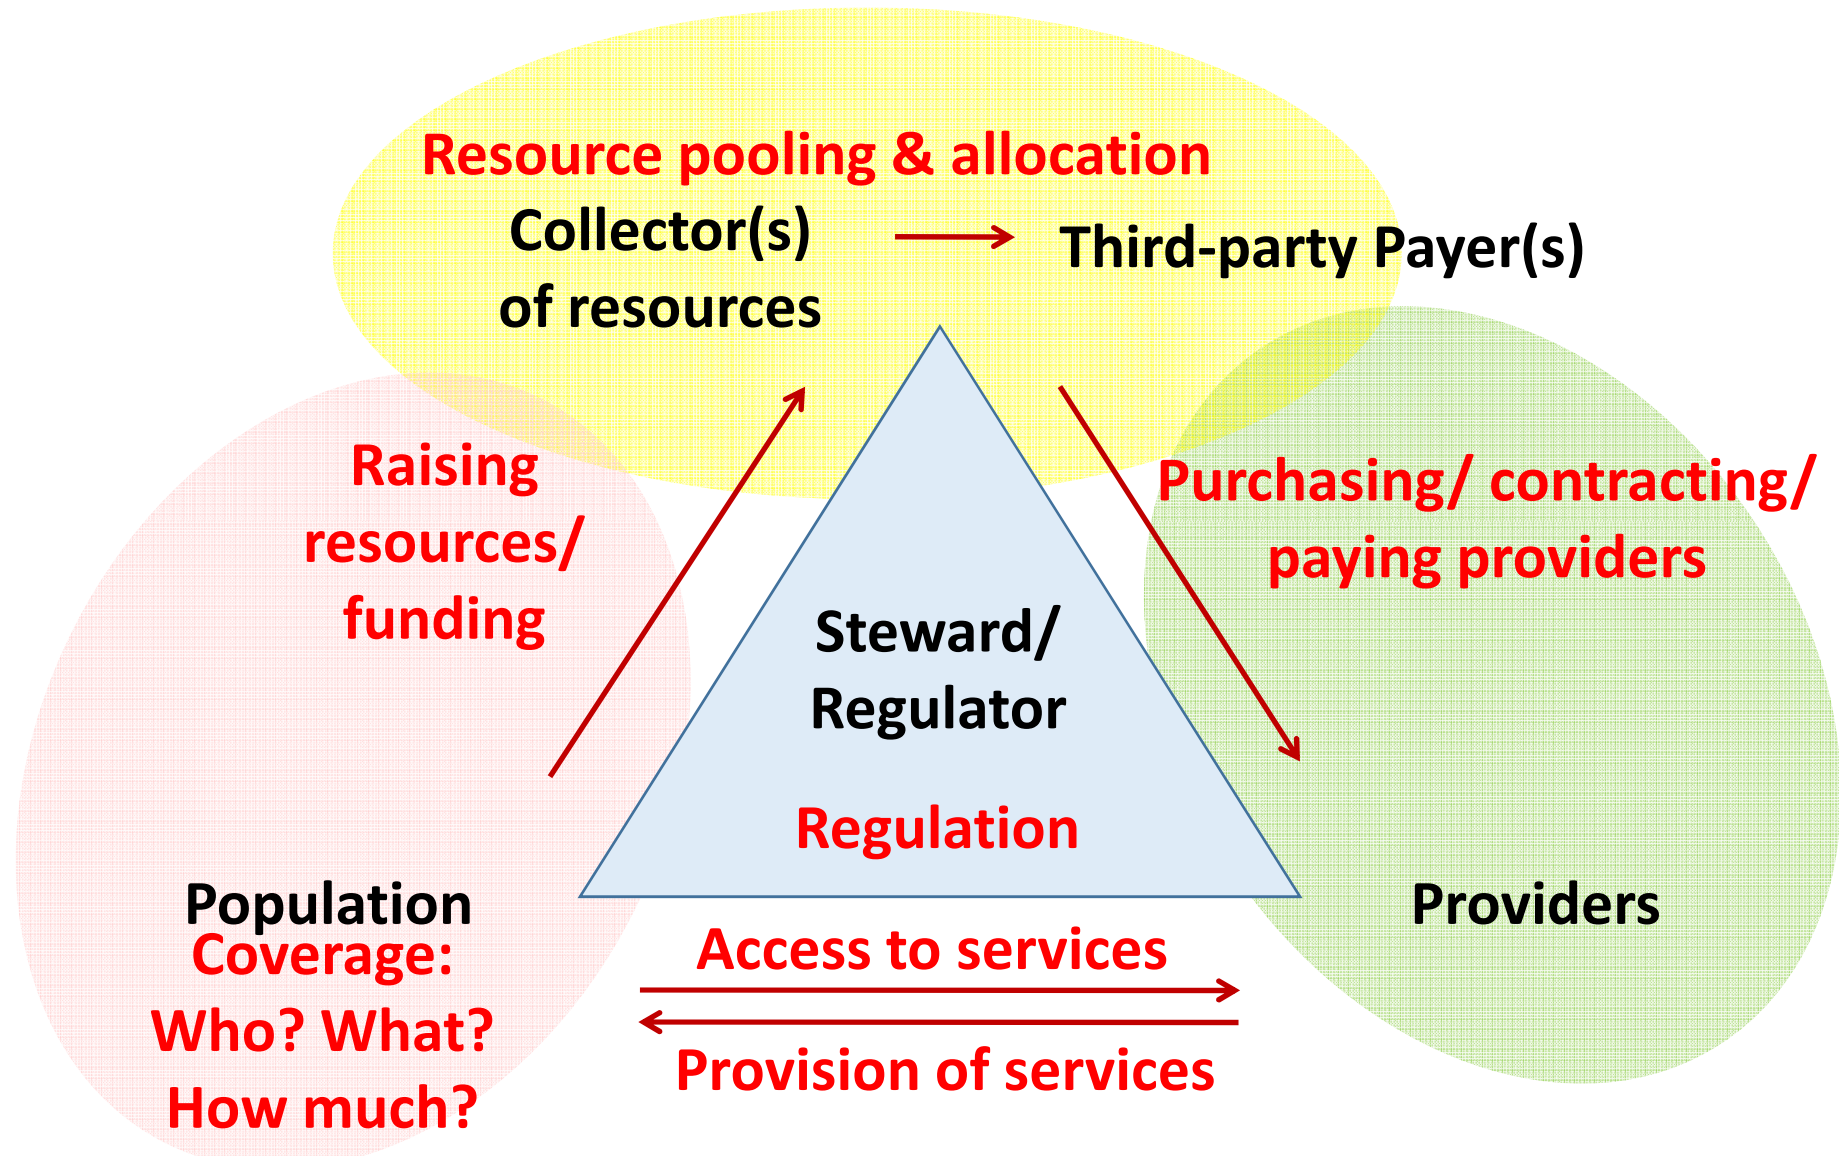 Resource pooling & allocation
Collector(s)
of resources
Third-party Payer(s)
Raising
resources/
funding
Purchasing/ contracting/
paying providers
Steward/
Regulator
Regulation
Population
Coverage:
Who? What?
How much?
Providers
Access to services
Provision of services